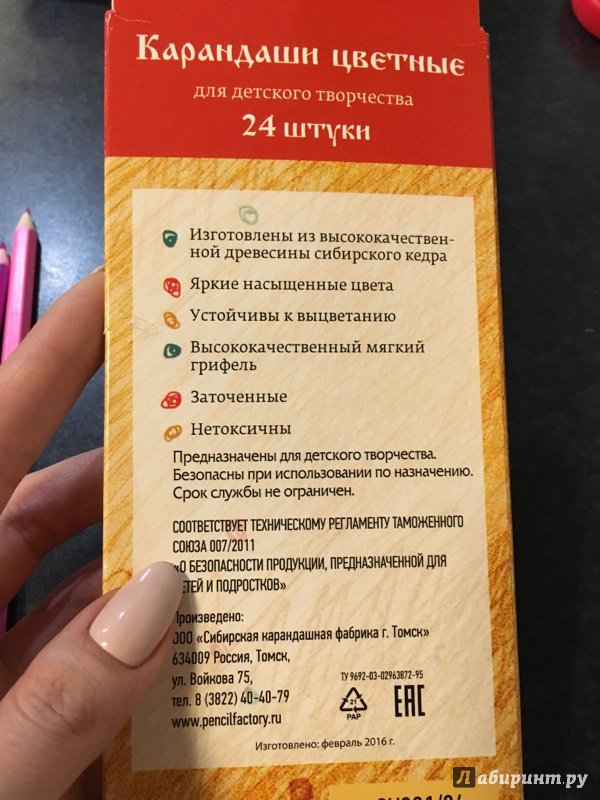 Карандаши цветные
для детского творчества
24 штуки
Изготовлены из высококачествен-
ной древесины сибирского кедра
Яркие насыщенные цвета
Устойчивы к выцветанию
Высококачественный мягкий
грифель
Заточенные
Нетоксичны
Предназначены для детского творчества.
Безопасны при использовании по назначению.
Срок службы не ограничен.
СООТВЕТСТВУЕТ ТЕХНИЧЕСКОМУ РЕГЛАМЕНТУ ТАМОЖЕННОГО
СОЮЗА 007/2011
«О БЕЗОПАСНОСТИ ПРОДУКЦИИ, ПРЕДНАЗНАЧЕННОЙ ДЛЯ
ДЕТЕЙ И ПОДРОСТКОВ»
Произведено:
ООО «Сибирская карандашная фабрика г. Томск»
634009 Россия, Томск,
ул. Войкова 75,
тел. 8 (3822) 40-40-79
www.pencilfactory.ru
ТУ 9692-03-02963872-95
21
PAP
EAC
Изготовлено: февраль 2016 г.
Лабиринт.ру